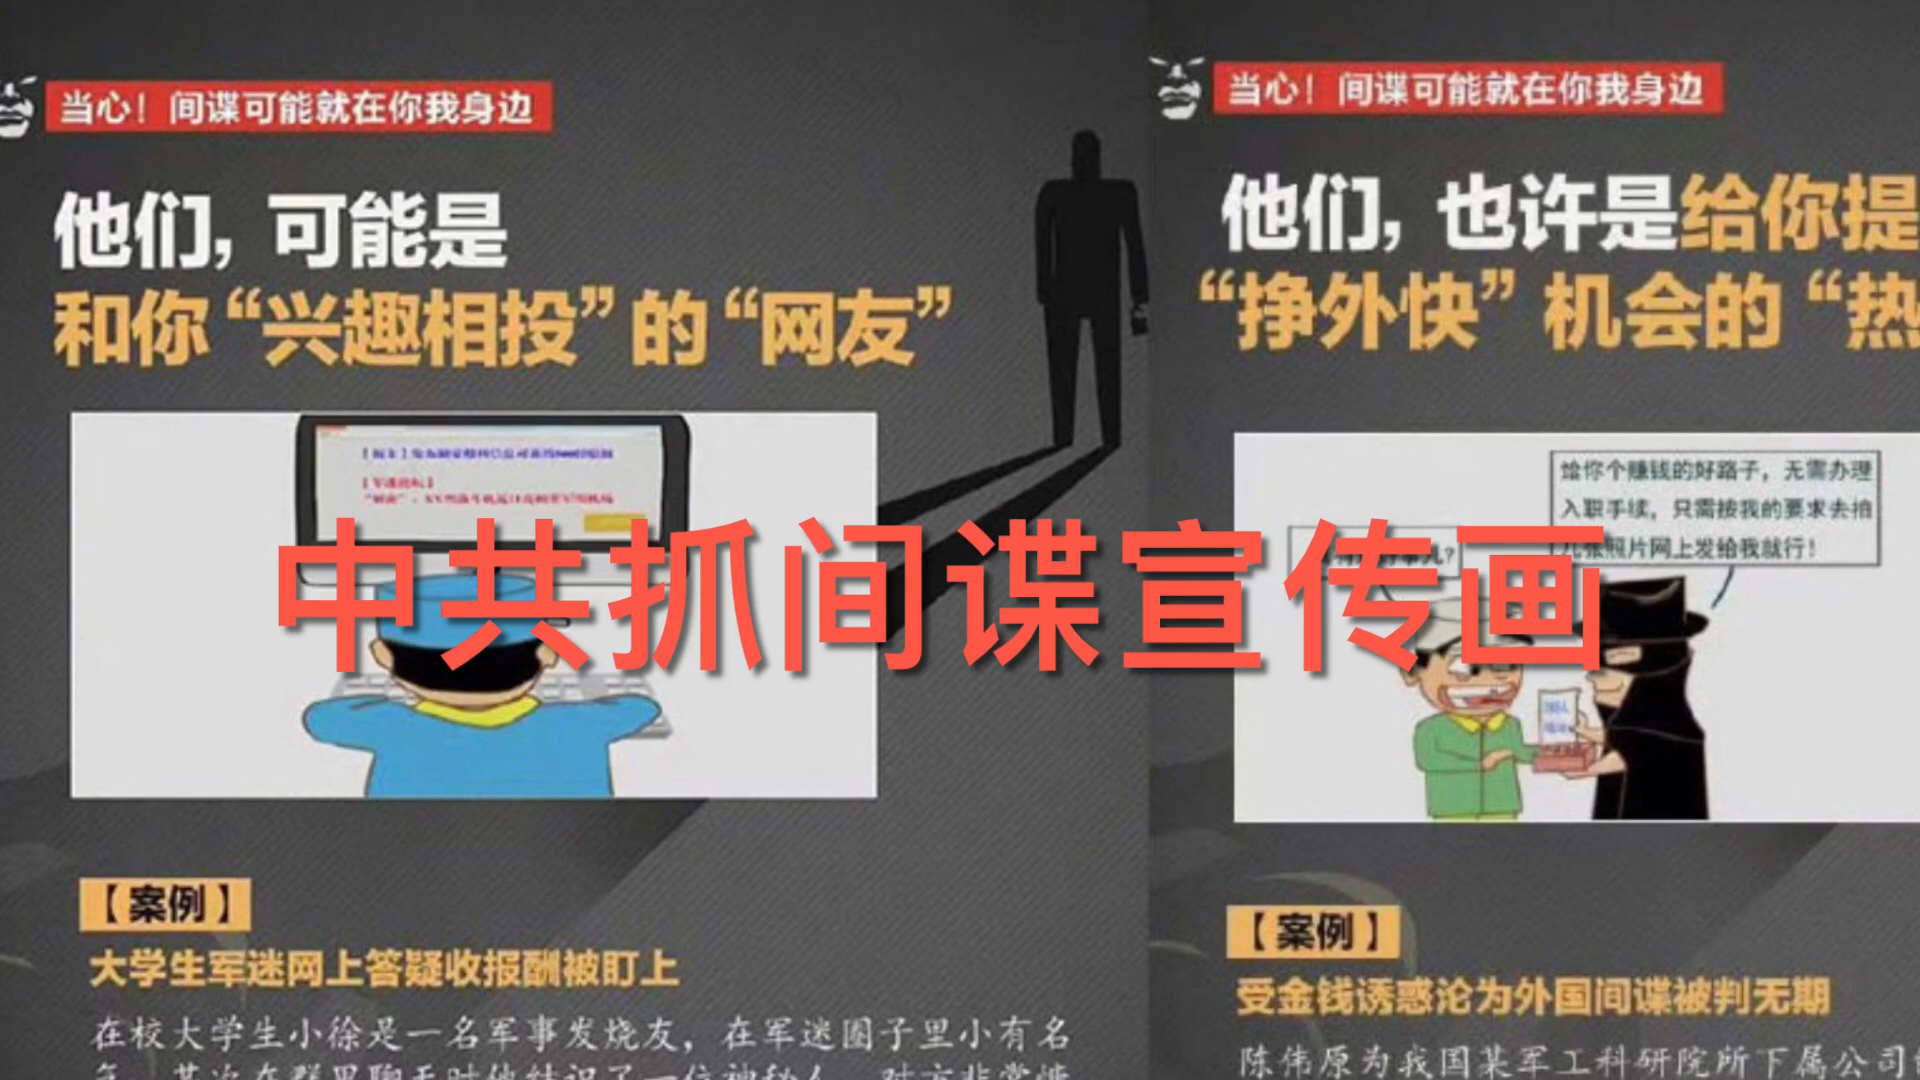 当心！间谍可能就在你我身边
他们，可能是
和你“兴趣相投”的“网友”
【案例】
大学生军迷网上答疑收报酬被盯上
在校大学生小徐是一名军事发烧友，在军迷圈子里小有名
当心！间谍可能就在你我身边
他们，也许是给你提
“挣外快”机会的“热
给你个赚钱的好路子，无需办理
入职手续，只需按我的要求去拍
几张照片网上发给我就行！
【案例】
受金钱诱惑沦为外国间谍被判无期
陈伟原为我国某军工科研院所下属公司
中共抓间谍宣传画